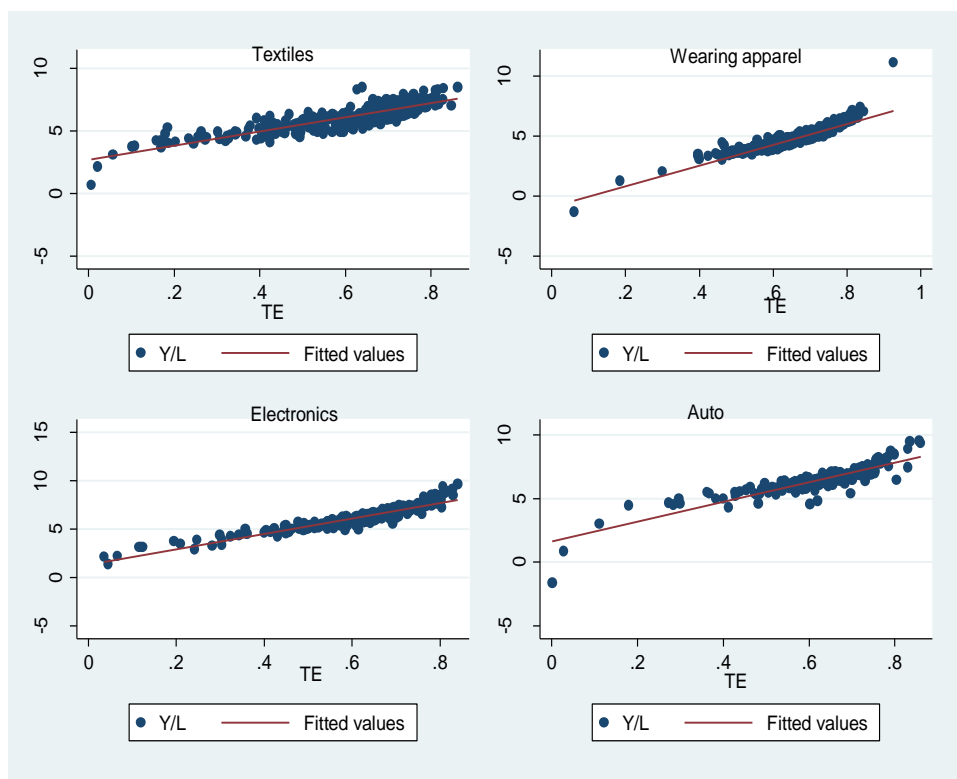 Textiles
10
5
0
-5
0 .2 .4 .6 .8
TE
Y/L Fitted values
Wearing apparel
10
5
0
-5
0 .2 .4 .6 .8 1
TE
Y/L Fitted values
Electronics
15
10
5
0
-5
0 .2 .4 .6 .8
TE
Y/L Fitted values
Auto
10
5
0
-5
0 .2 .4 .6 .8
TE
Y/L Fitted values